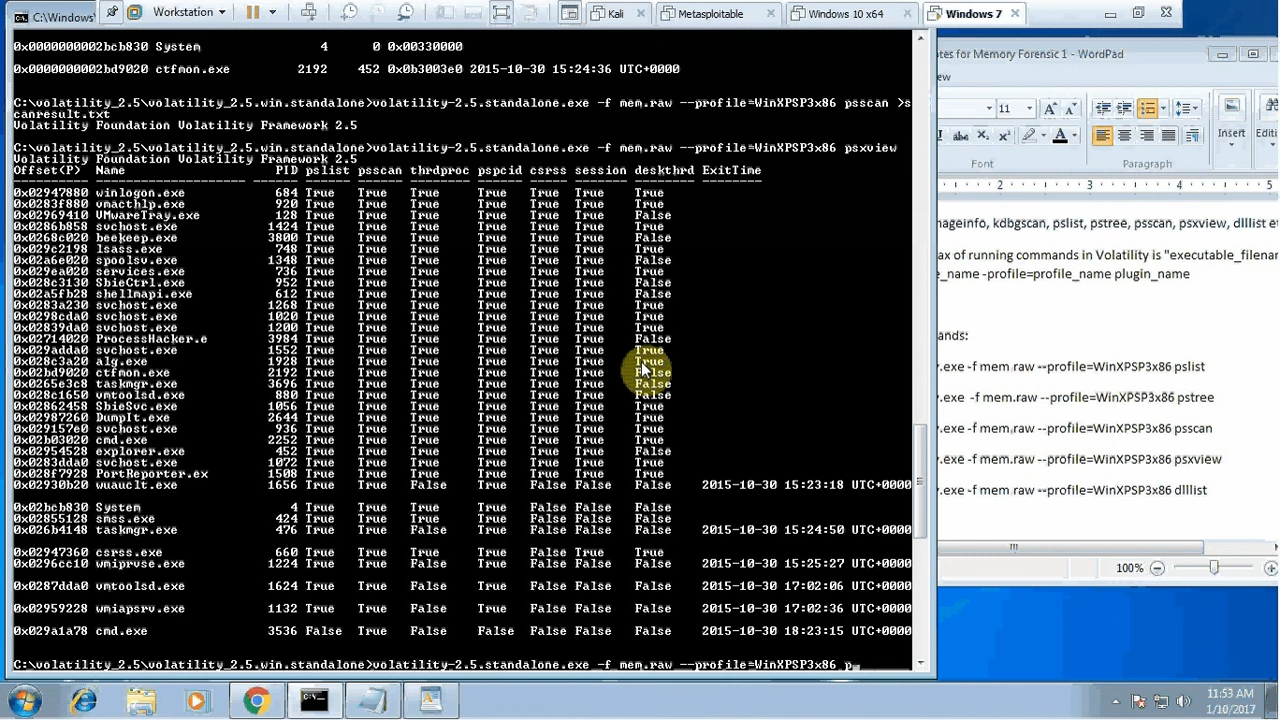 C:\Windows\
Workstation
Kali
Metasploitable
Windows 10 x64
Windows 7
0x0000000002bcb830 System 4 0 0x00330000
0x0000000002bd9020 ctfmon.exe 2192 452 0x0b3003e0 2015-10-30 15:24:36 UTC+0000
C:\volatility_2.5\volatility_2.5.win.standalone>volatility-2.5.standalone.exe -f mem.raw --profile=WinXPSP3x86 psscan >s
canresult.txt
Volatility Foundation Volatility Framework 2.5
C:\volatility_2.5\volatility_2.5.win.standalone>volatility-2.5.standalone.exe -f mem.raw --profile=WinXPSP3x86 psxview
Volatility Foundation Volatility Framework 2.5
Offset(P) Name PID pslist psscan thrdproc pspcid csrss session deskthrd ExitTime
0x02947880 winlogon.exe 684 True True True True True True True
0x0283f880 vmacthlp.exe 920 True True True True True True True
0x02969410 VMwareTray.exe 128 True True True True True True False
0x0286b858 svchost.exe 1424 True True True True True True True
0x0268c020 beekeep.exe 3800 True True True True True True False
0x029c2198 lsass.exe 748 True True True True True True True
0x02a6e020 spoolsv.exe 1348 True True True True True True False
0x029ea020 services.exe 736 True True True True True True True
0x028c3130 SbieCtrl.exe 952 True True True True True True False
0x02a5fb28 shellmapi.exe 612 True True True True True True False
0x0283a230 svchost.exe 1268 True True True True True True True
0x0298cda0 svchost.exe 1020 True True True True True True True
0x02839da0 svchost.exe 1200 True True True True True True True
0x02714020 ProcessHacker.e 3984 True True True True True True False
0x029adda0 svchost.exe 1552 True True True True True True True
0x028c3a20 alg.exe 1928 True True True True True True True
0x02bd9020 ctfmon.exe 2192 True True True True True True False
0x0265e3c8 taskmgr.exe 3696 True True True True True True False
0x028c1650 vmtoolsd.exe 880 True True True True True True False
0x02862458 SbieSvc.exe 1056 True True True True True True True
0x02987260 DumpIt.exe 2644 True True True True True True True
0x029157e0 svchost.exe 936 True True True True True True True
0x02b03020 cmd.exe 2252 True True True True True True True
0x02954528 explorer.exe 452 True True True True True True False
0x0283dda0 svchost.exe 1072 True True True True True True True
0x028f7928 PortReporter.ex 1508 True True True True True True True
0x02930b20 wuauclt.exe 1656 True True False True False False False 2015-10-30 15:23:18 UTC+0000
0x02bcb830 System 4 True True True True False False False
0x02855128 smss.exe 424 True True True True False False False
0x026b4148 taskmgr.exe 476 True True False True False False False 2015-10-30 15:24:50 UTC+0000
0x02947360 csrss.exe 660 True True True True False True True
0x0296cc10 wmiprvse.exe 1224 True True False True False False False 2015-10-30 15:25:27 UTC+0000
0x0287dda0 vmtoolsd.exe 1624 True True False True False False False 2015-10-30 17:02:06 UTC+0000
0x02959228 wmiapsrv.exe 1132 True True False True False False False 2015-10-30 17:02:36 UTC+0000
0x029a1a78 cmd.exe 3536 False True False False False False False 2015-10-30 18:23:15 UTC+0000
C:\volatility_2.5\volatility_2.5.win.standalone>volatility-2.5.standalone.exe -f mem.raw --profile=WinXPSP3x86 p
otes for Memory Forensic 1 - WordPad
ew
11
Insert
Editi
Font
Paragraph
2 3 4 5
nageinfo, kdbgscan, pslist, pstree, psscan, psxview, dlllist et
ax of running commands in Volatility is "executable_filenam
e_name -profile=profile_name plugin_name
ands:
y.exe -f mem.raw --profile=WinXPSP3x86 pslist
y.exe -f mem.raw --profile=WinXPSP3x86 pstree
y.exe -f mem.raw --profile=WinXPSP3x86 psscan
y.exe -f mem.raw --profile=WinXPSP3x86 psxview
y.exe -f mem.raw --profile=WinXPSP3x86 dlllist
100%
11:53 AM
1/10/2017